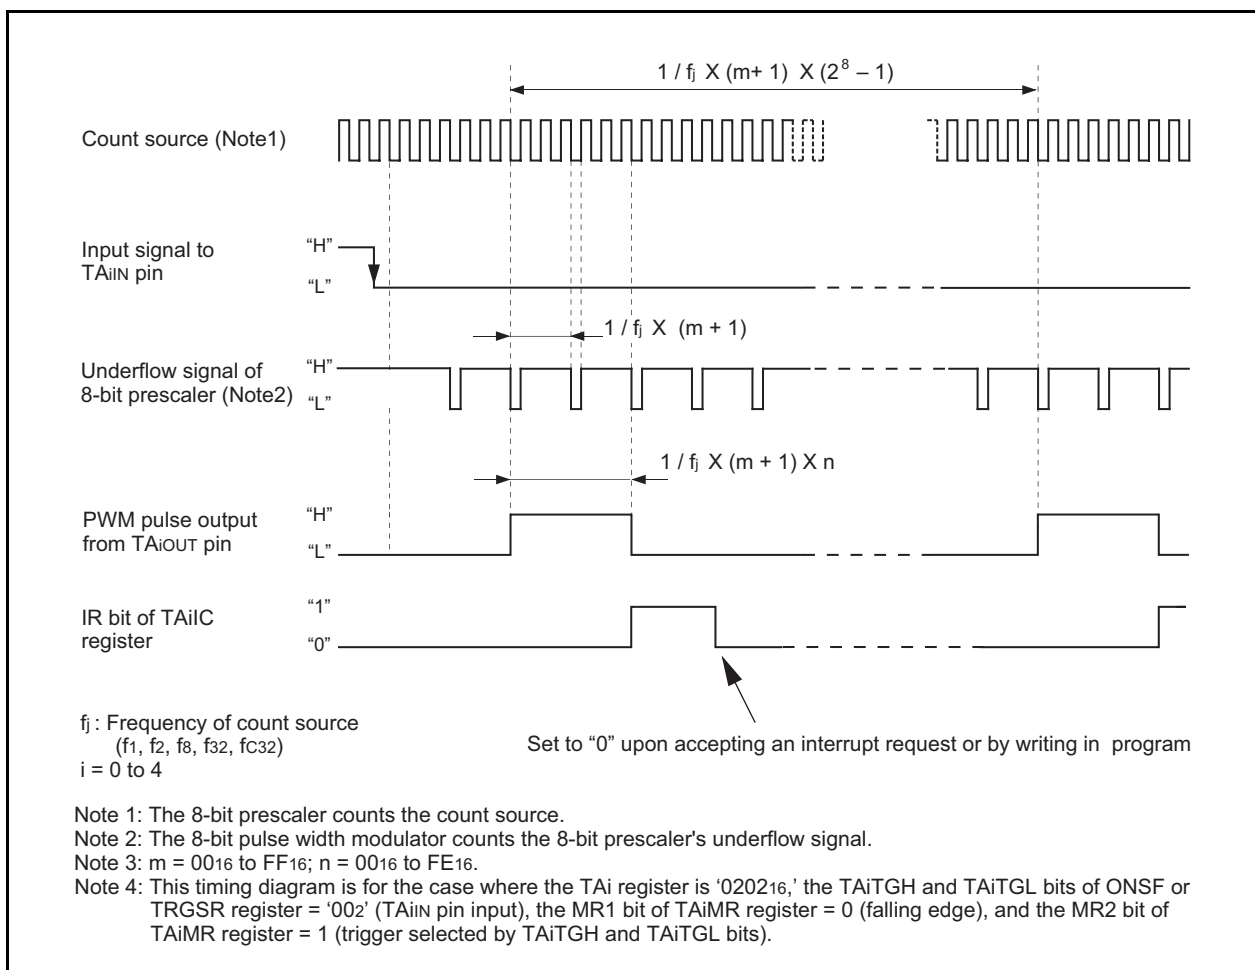 1 / fj X (m+ 1) X (2^8 – 1)
Count source (Note1)
Input signal to
TAiIN pin
“H”
“L”
1 / fj X (m + 1)
Underflow signal of
8-bit prescaler (Note2)
“H”
“L”
1 / fj X (m + 1) X n
PWM pulse output
from TAiOUT pin
“H”
“L”
IR bit of TAiIC
register
“1”
“0”
fj : Frequency of count source
(f1, f2, f8, f32, fC32)
i = 0 to 4
Set to “0” upon accepting an interrupt request or by writing in program
Note 1: The 8-bit prescaler counts the count source.
Note 2: The 8-bit pulse width modulator counts the 8-bit prescaler's underflow signal.
Note 3: m = 0016 to FF16; n = 0016 to FE16.
Note 4: This timing diagram is for the case where the TAi register is ‘020216,’ the TAiTGH and TAiTGL bits of ONSF or
TRGSR register = ‘002’ (TAiIN pin input), the MR1 bit of TAiMR register = 0 (falling edge), and the MR2 bit of
TAiMR register = 1 (trigger selected by TAiTGH and TAiTGL bits).